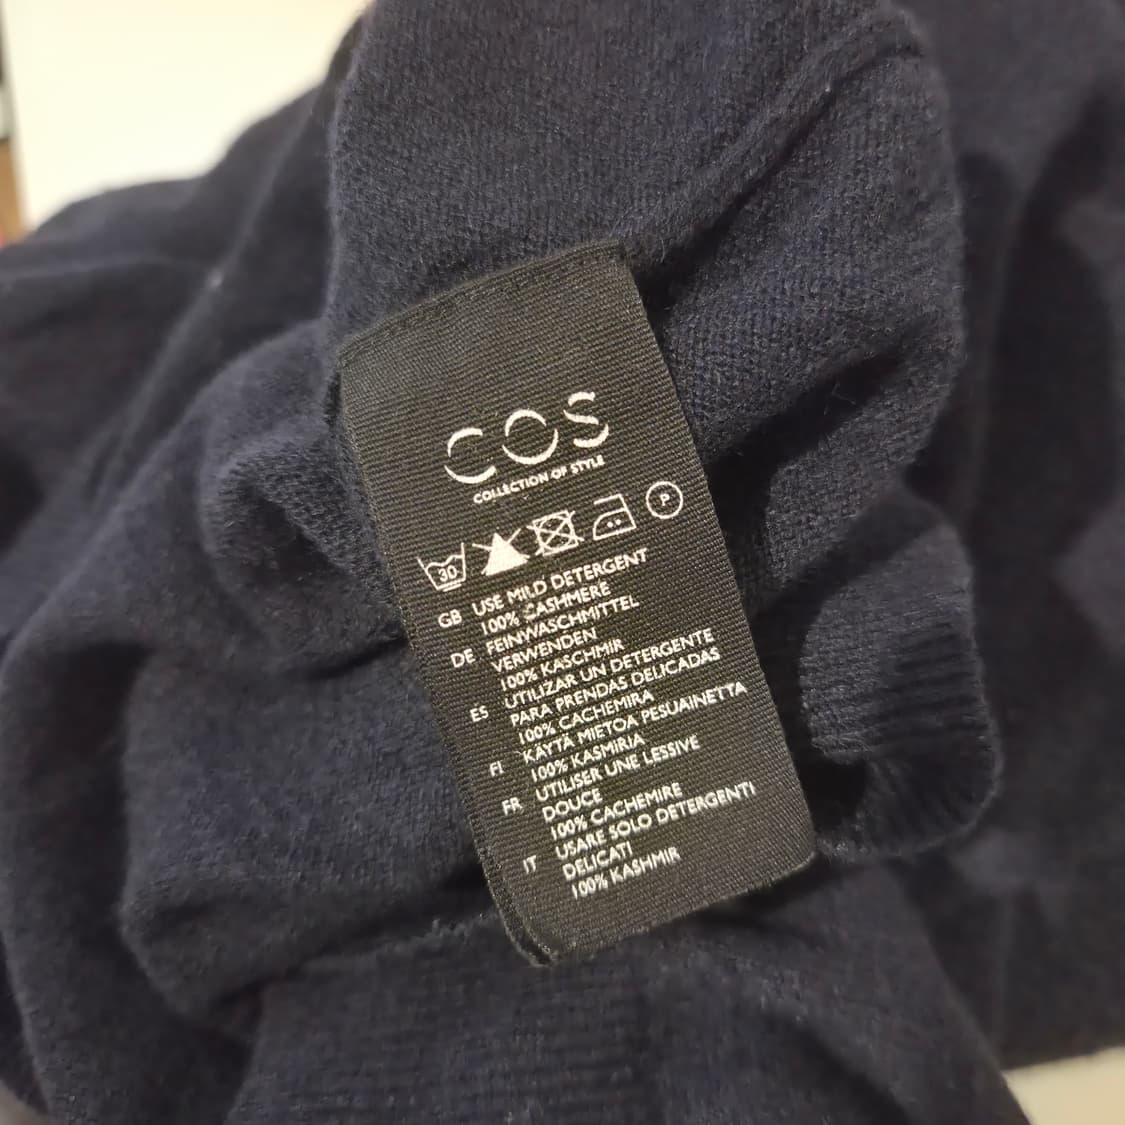 COS
COLLECTION OF STYLE
30
P
GB USE MILD DETERGENT
100% CASHMERE
DE FEINWASCHMITTEL
VERWENDEN
100% KASCHMIR
ES UTILIZAR UN DETERGENTE
PARA PRENDAS DELICADAS
100% CACHEMIRA
FI KÄYTÄ MIETOA PESUAINETTA
100% KASMIRIA
FR UTILISER UNE LESSIVE
DOUCE
100% CACHEMIRE
IT USARE SOLO DETERGENTI
DELICATI
100% KASHMIR